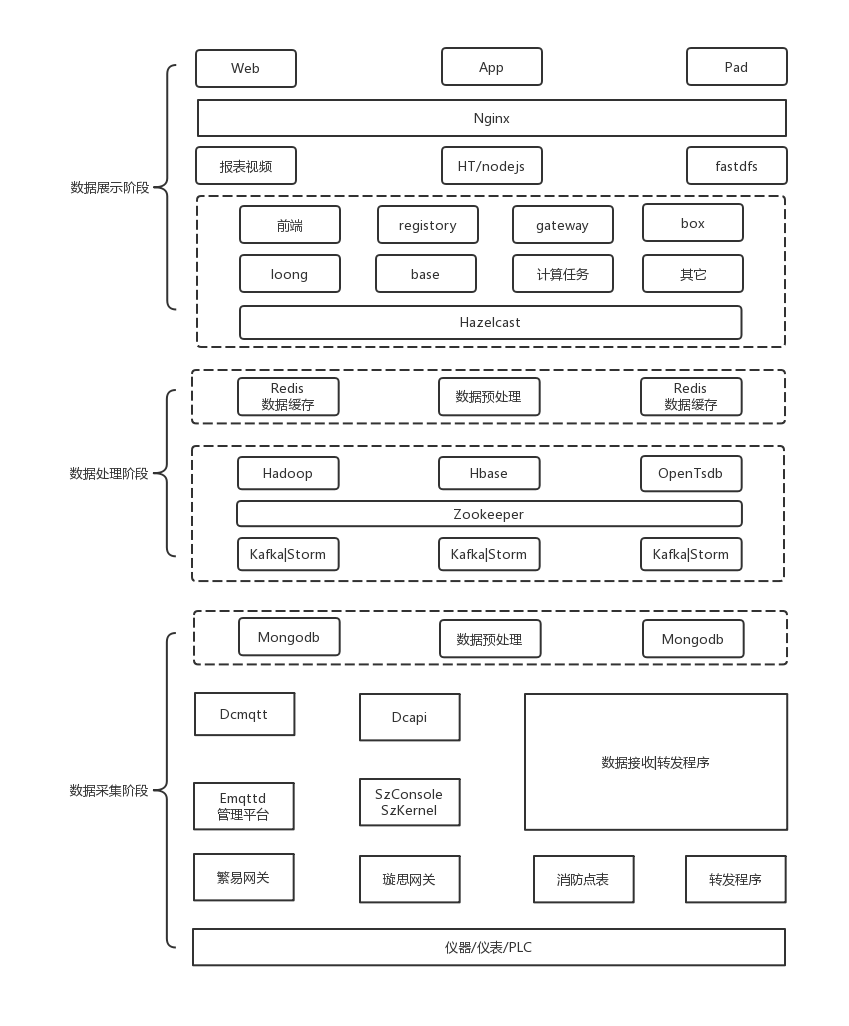 Web
App
Pad
Nginx
报表视频
HT/nodejs
fastdfs
数据展示阶段
前端
registory
gateway
box
loong
base
计算任务
其它
Hazelcast
Redis
数据缓存
数据预处理
Redis
数据缓存
数据处理阶段
Hadoop
Hbase
OpenTsdb
Zookeeper
Kafka|Storm
Kafka|Storm
Kafka|Storm
Mongodb
数据预处理
Mongodb
Dcmqtt
Dcapi
数据接收|转发程序
数据采集阶段
Emqttd
管理平台
SzConsole
SzKernel
繁易网关
璇思网关
消防点表
转发程序
仪器/仪表/PLC